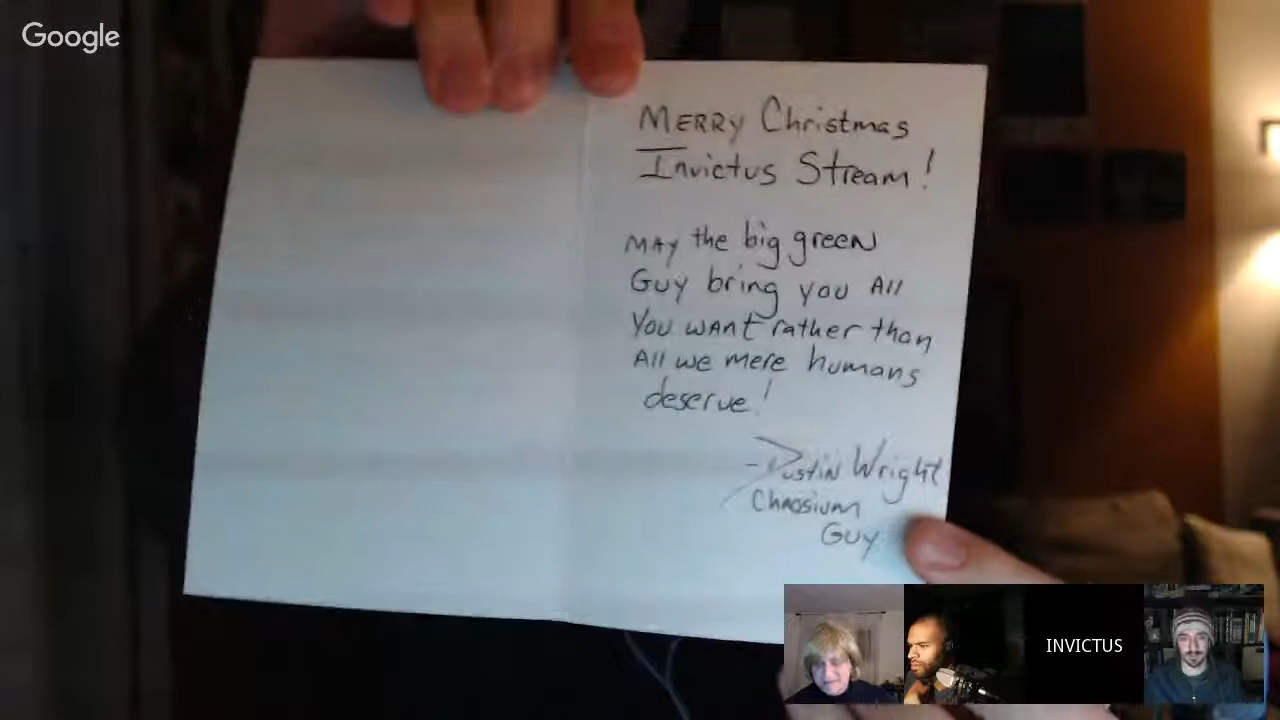 Google
MERRY Christmas
Invictus Stream!
MAY the big green
Guy bring you All
You want rather than
All we mere humans
deserve!
-Dustin Wright
Chaosium
Guy
INVICTUS